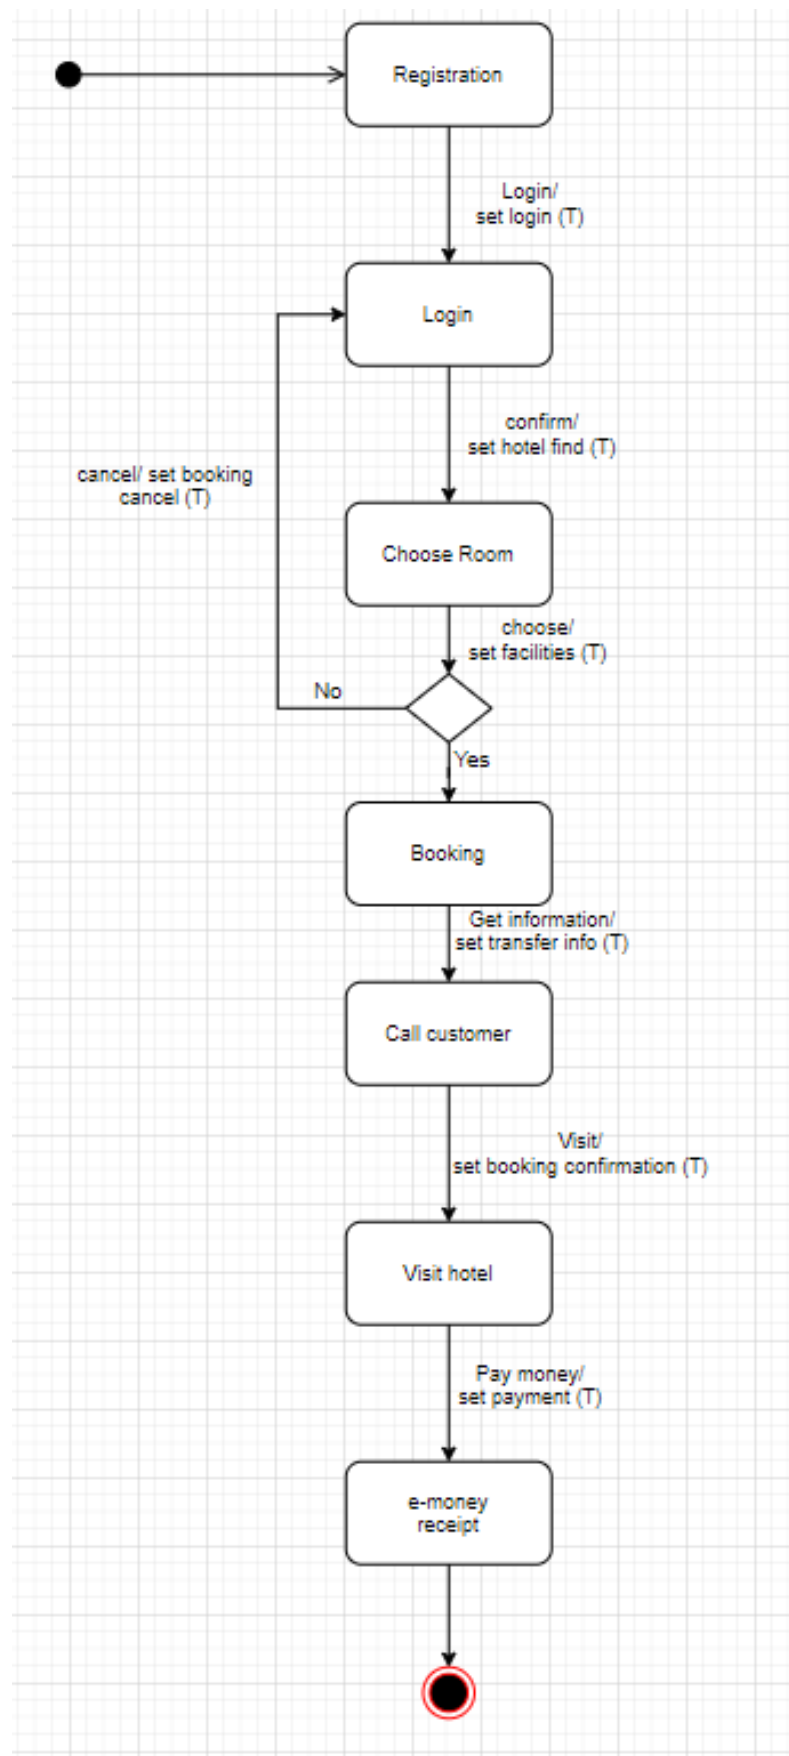 Registration
Login/
set login (T)
Login
confirm/
set hotel find (T)
cancel/ set booking
cancel (T)
Choose Room
choose/
set facilities (T)
No
Yes
Booking
Get information/
set transfer info (T)
Call customer
Visit/
set booking confirmation (T)
Visit hotel
Pay money/
set payment (T)
e-money
receipt